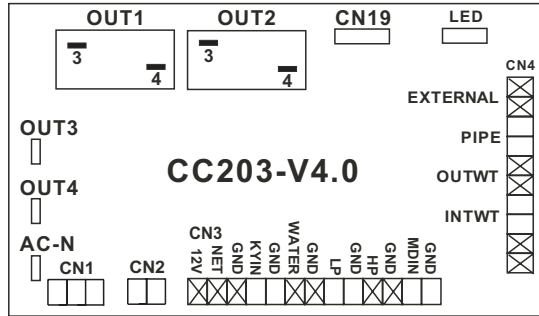 OUT1 OUT2 CN19 LED
3 4 3 4
CN4
EXTERNAL
PIPE
OUTWT
INTWT
OUT3
CC203-V4.0
OUT4
AC-N
CN1 CN2 CN3
12V NET GND KYIN GND WATER GND LP GND HP GND MDIN GND